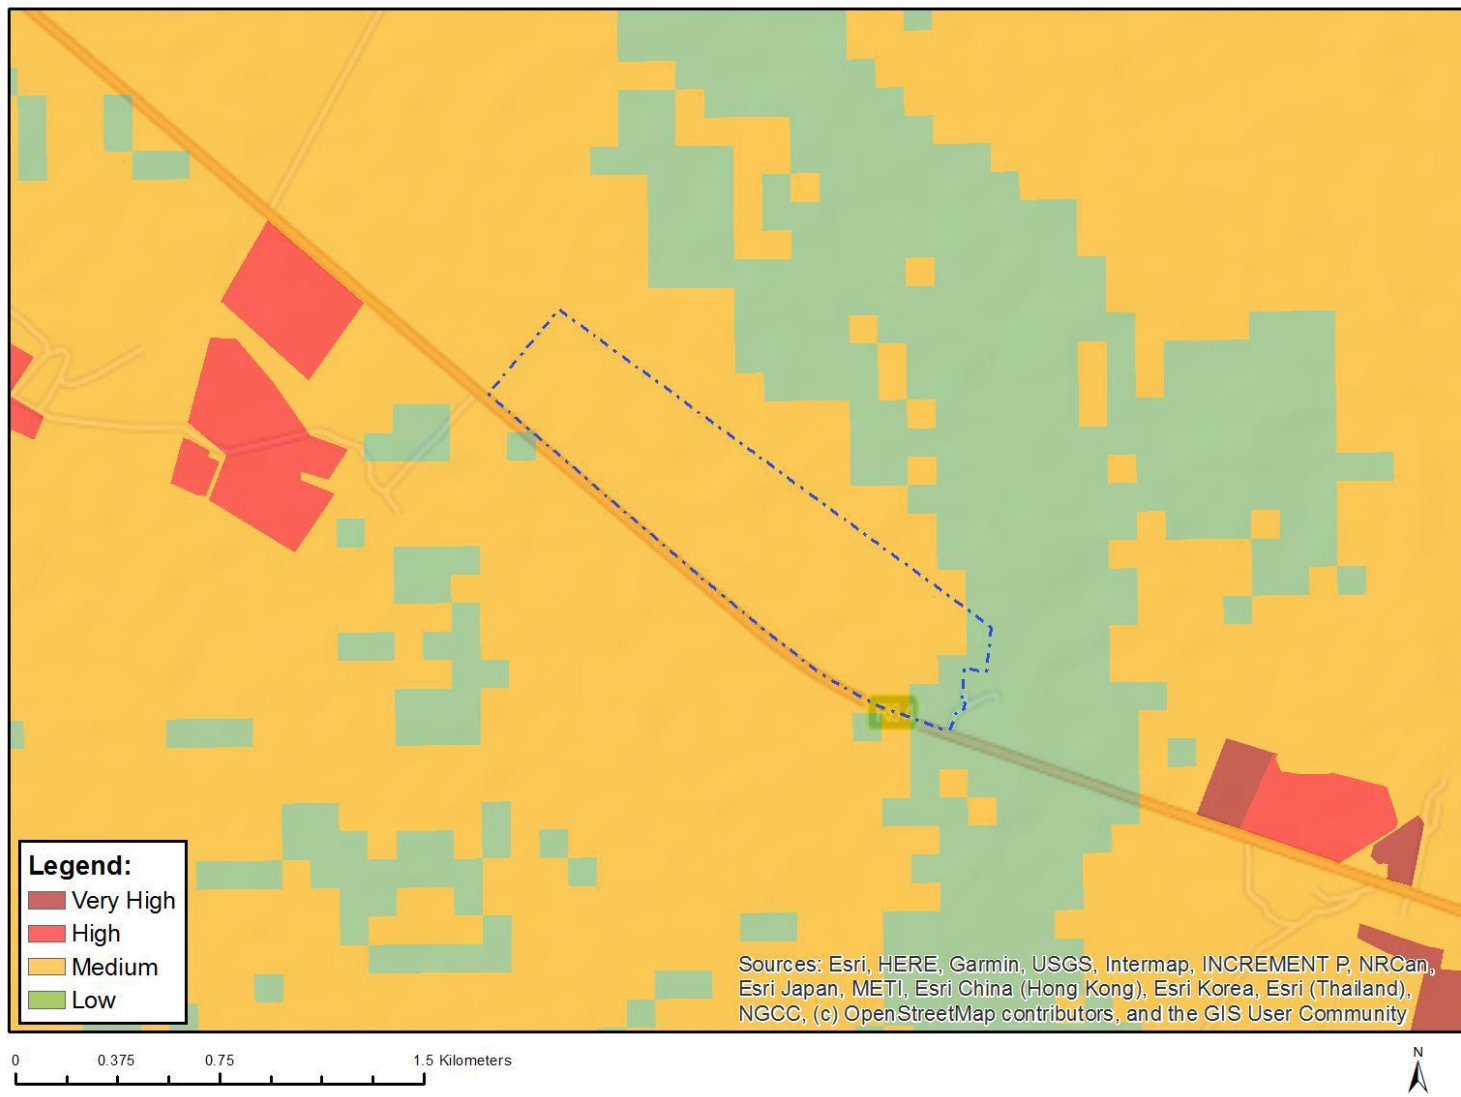 Legend:
Very High
High
Medium
Low
Sources: Esri, HERE, Garmin, USGS, Intermap, INCREMENT P, NRCan,
Esri Japan, METI, Esri China (Hong Kong), Esri Korea, Esri (Thailand),
NGCC, (c) OpenStreetMap contributors, and the GIS User Community
0 0.375 0.75 1.5 Kilometers
N